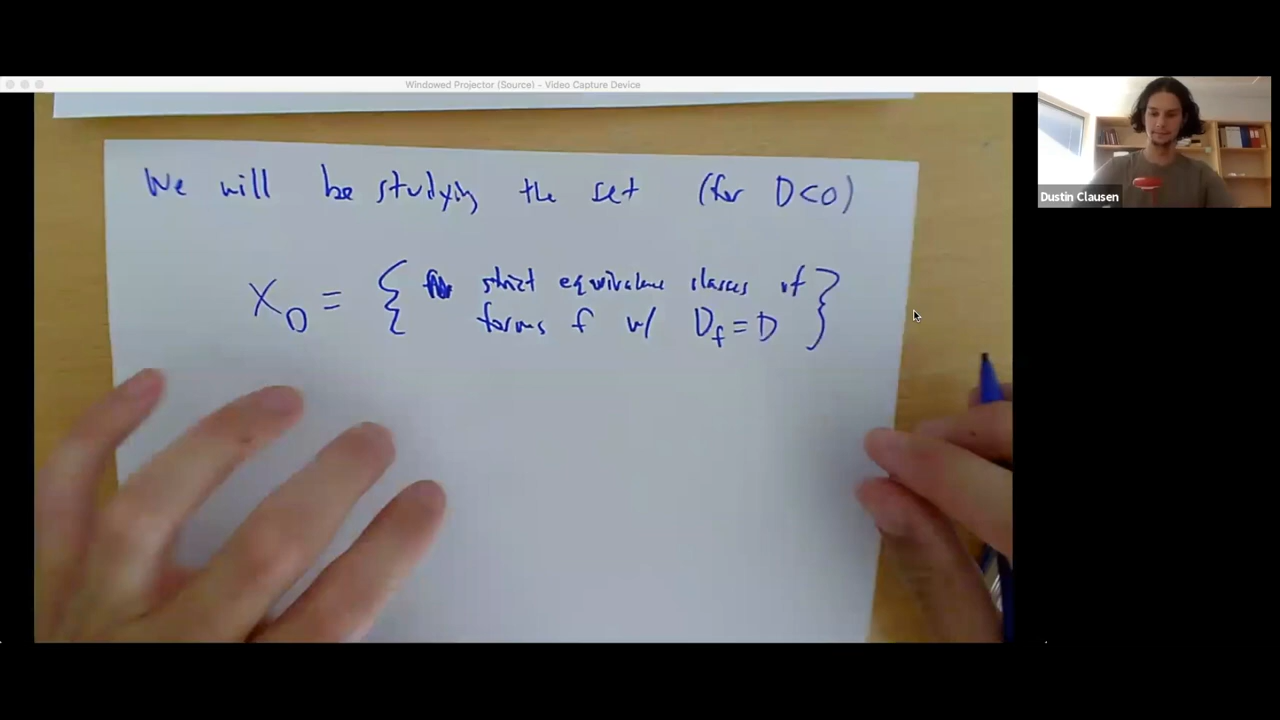 Windowed Projector (Source) - Video Capture Device
Dustin Clausen
We will be studying the set (for D<0)
X_D = { strict equivalence classes of
forms f w/ D_f = D }